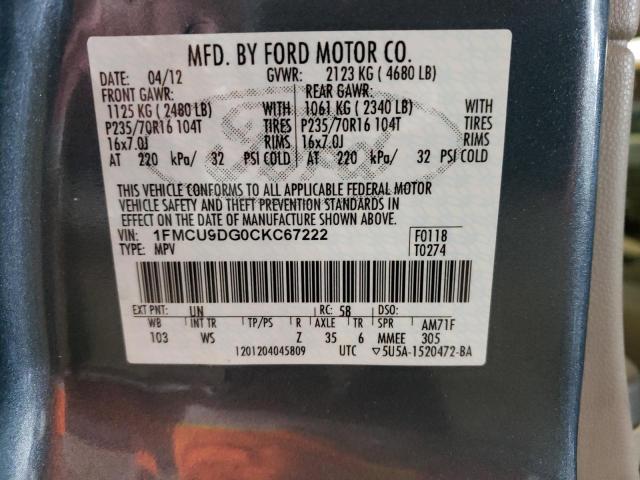 MFD. BY FORD MOTOR CO.
DATE: 04/12 GVWR: 2123 KG ( 4680 LB)
FRONT GAWR: REAR GAWR:
1125 KG ( 2480 LB) WITH 1061 KG ( 2340 LB) WITH
P235/70R16 104T TIRES P235/70R16 104T TIRES
16x7.0J RIMS 16x7.0J RIMS
AT 220 kPa/ 32 PSI COLD AT 220 kPa/ 32 PSI COLD
Ford
THIS VEHICLE CONFORMS TO ALL APPLICABLE FEDERAL MOTOR
VEHICLE SAFETY AND THEFT PREVENTION STANDARDS IN
EFFECT ON THE DATE OF MANUFACTURE SHOWN ABOVE.
VIN: 1FMCU9DG0CKC67222 F0118
TYPE: MPV T0274
EXT PNT: UN RC: 58 DSO:
WB INT TR TP/PS R AXLE TR SPR AM71F
103 WS Z 35 6 MMEE 305
1201204045809 UTC ▽5U5A-1520472-BA